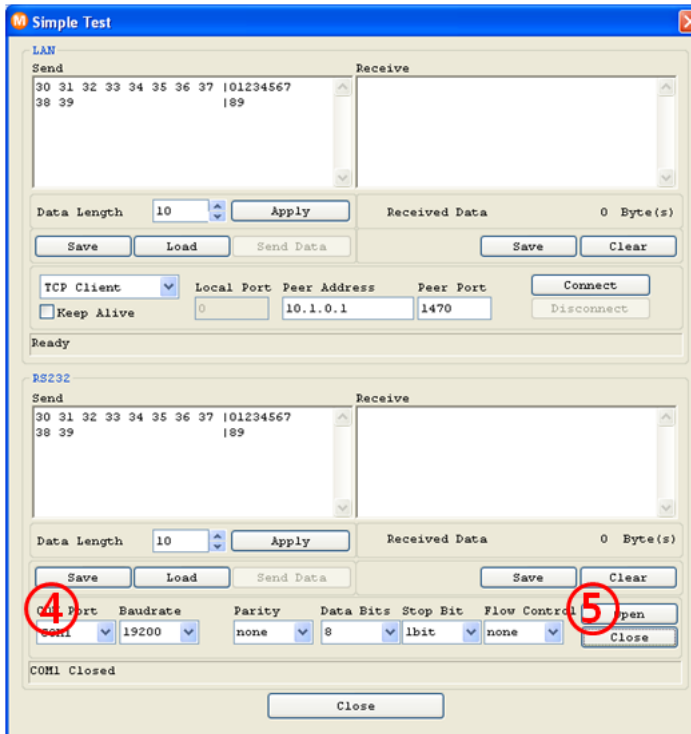 Simple Test
LAN
Send Receive
30 31 32 33 34 35 36 37 |01234567
38 39 |89
Data Length 10 Apply Received Data 0 Byte(s)
Save Load Send Data Save Clear
TCP Client Local Port Peer Address Peer Port Connect
Keep Alive 0 10.1.0.1 1470 Disconnect
Ready
RS232
Send Receive
30 31 32 33 34 35 36 37 |01234567
38 39 |89
Data Length 10 Apply Received Data 0 Byte(s)
Save Load Send Data Save Clear
④ COM Port Baudrate Parity Data Bits Stop Bit Flow Control ⑤ Open
COM1 19200 none 8 1bit none Close
COM1 Closed
Close